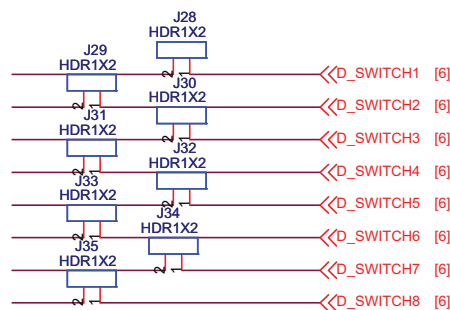 J28
HDR1X2
J29
HDR1X2
2 1
D_SWITCH1 [6]
J30
HDR1X2
2 1
D_SWITCH2 [6]
J31
HDR1X2
2 1
D_SWITCH3 [6]
J32
HDR1X2
2 1
D_SWITCH4 [6]
J33
HDR1X2
2 1
D_SWITCH5 [6]
J34
HDR1X2
2 1
D_SWITCH6 [6]
J35
HDR1X2
2 1
D_SWITCH7 [6]
2 1
D_SWITCH8 [6]